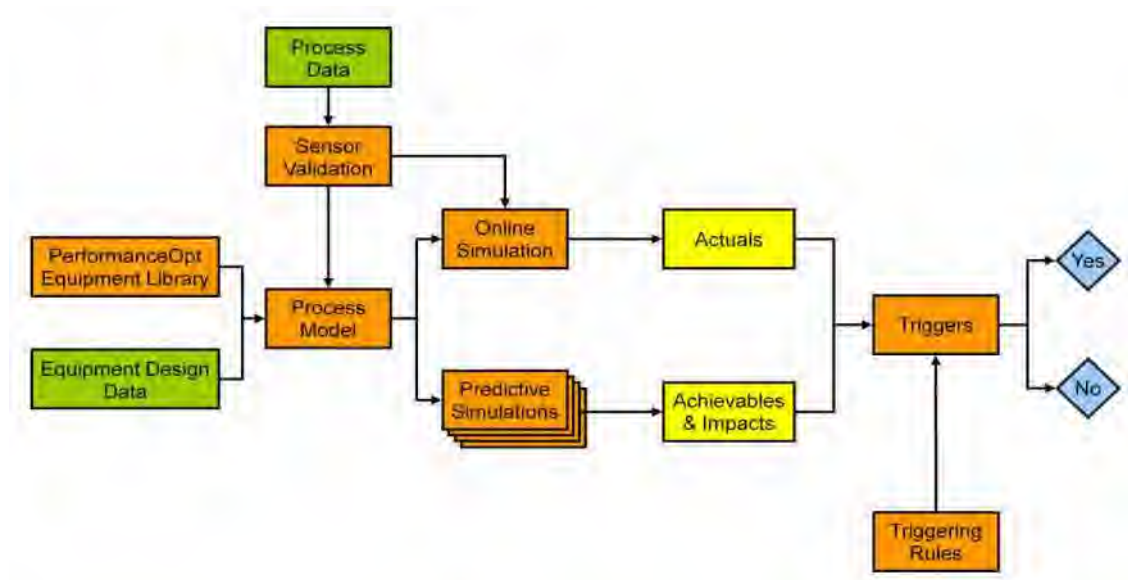 Process
Data
Sensor
Validation
Online
Simulation
Actuals
PerformanceOpt
Equipment Library
Yes
Process
Model
Triggers
Equipment Design
Data
Predictive
Simulations
Achievables
& Impacts
No
Triggering
Rules